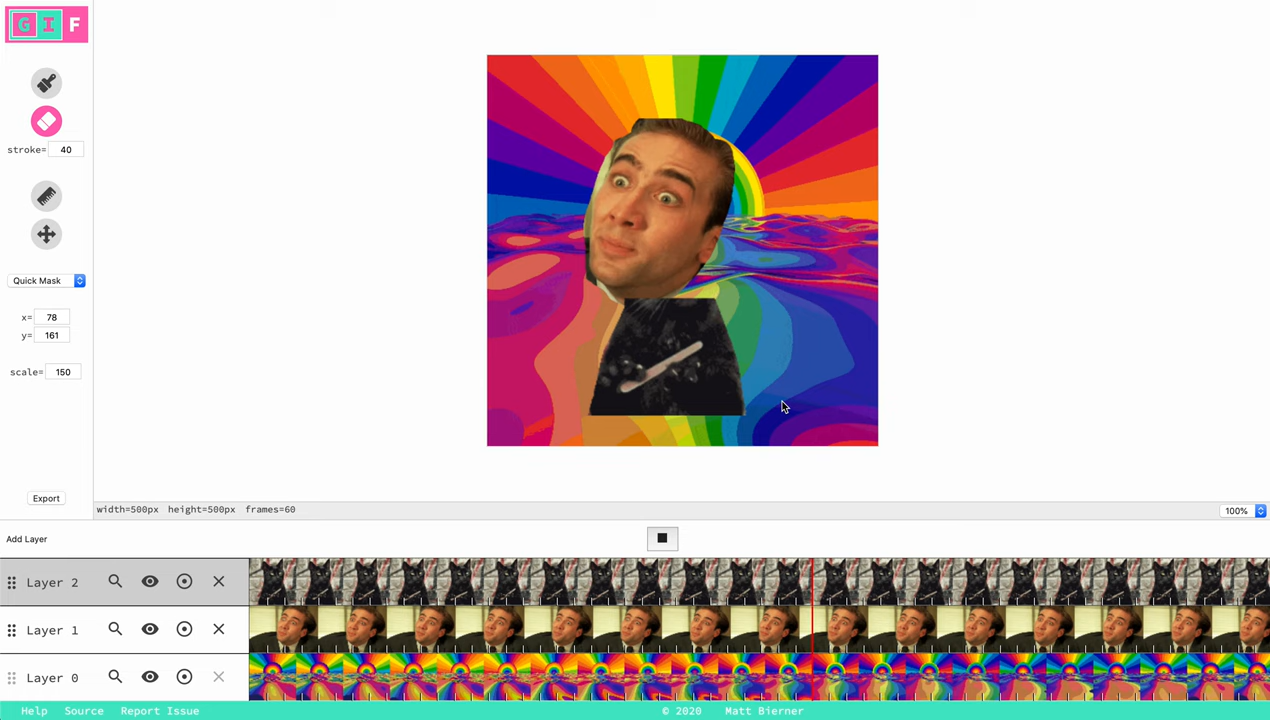 GIF
stroke= 40
Quick Mask
x= 78
y= 161
scale= 150
Export
width=500px height=500px frames=60
100%
Add Layer
Layer 2
Layer 1
Layer 0
Help Source Report Issue © 2020 Matt Bierner